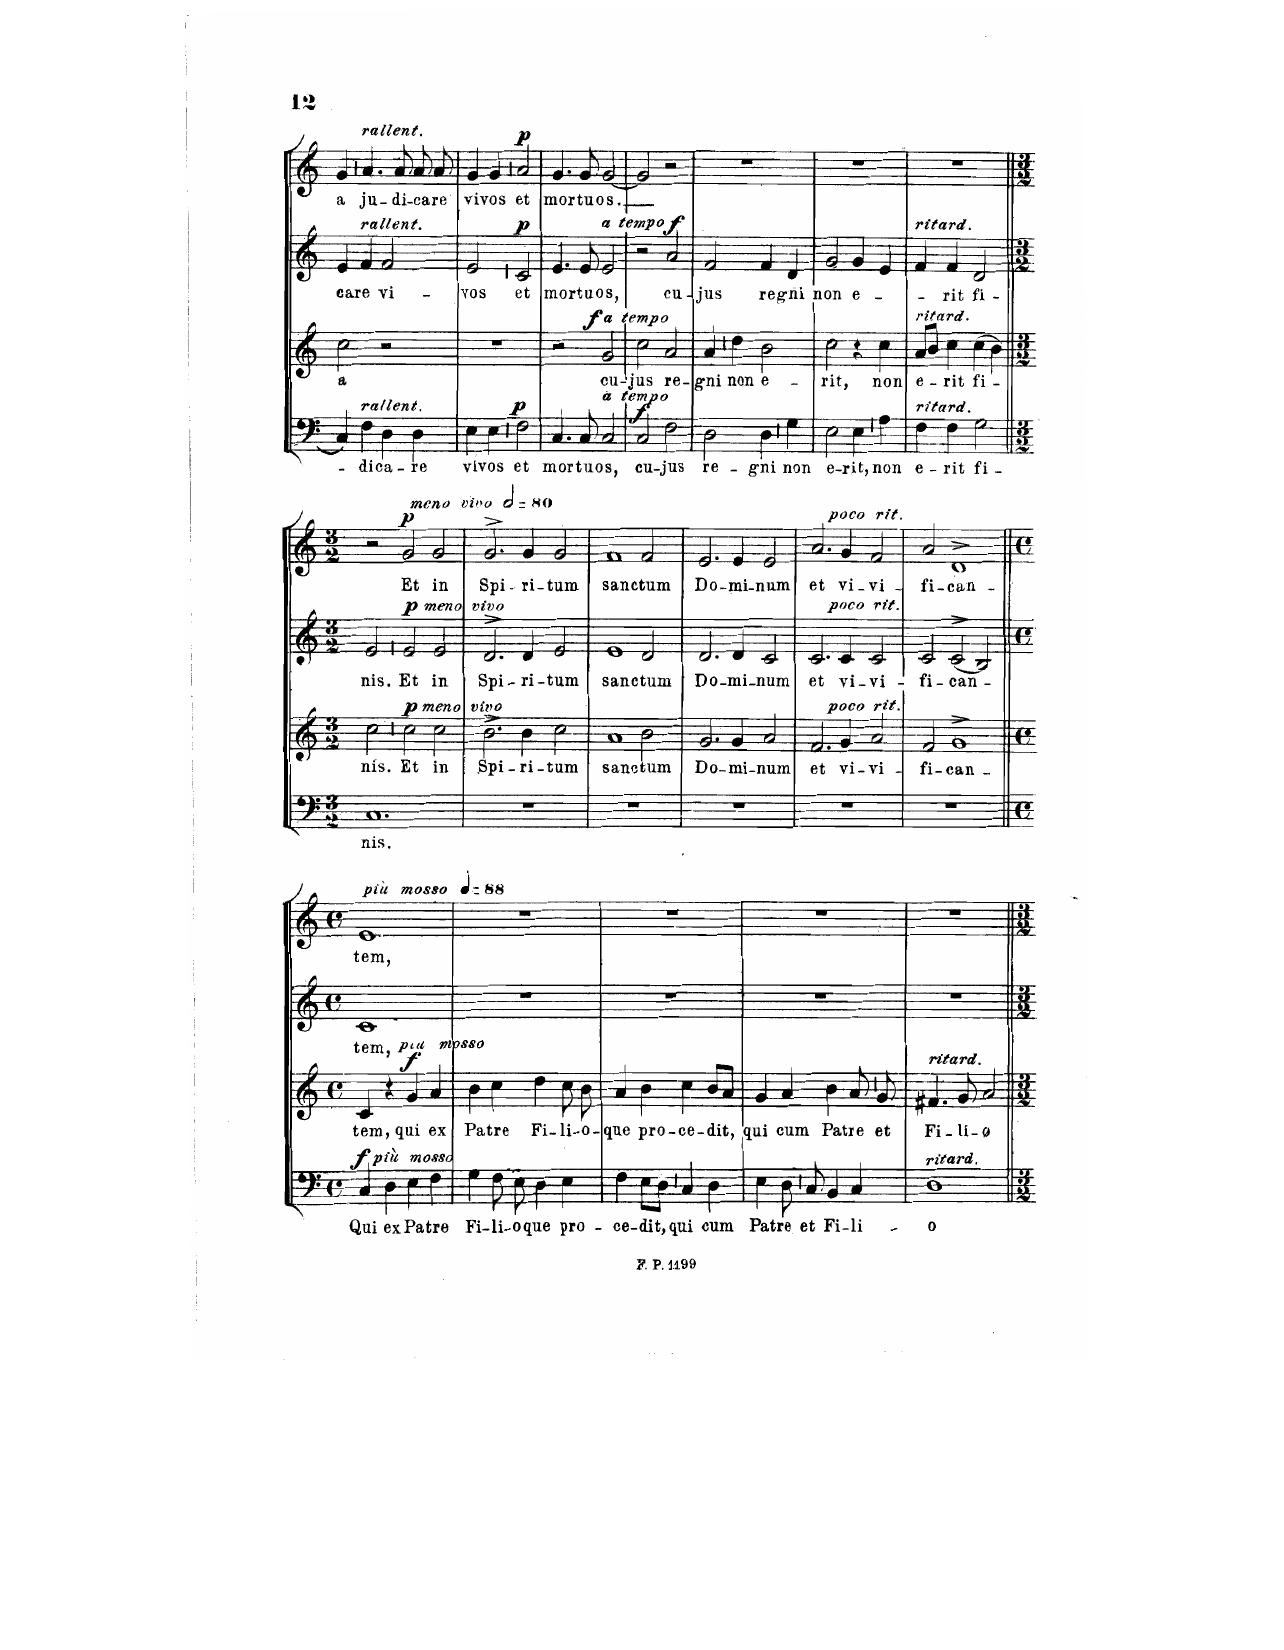 12
rallent.
p
a ju-di-care vivos et mortuos.
rallent.
p
a tempo f
ritard.
care vi - vos et mortuos, cu-jus regni non e - - rit fi-
f a tempo
ritard.
a cu-jus re-gni non e - rit, non e-rit fi-
a tempo
rallent.
p
f
ritard.
- dica-re vivos et mortuos, cu-jus re-gni non e-rit, non e-rit fi-
meno vivo = 80
p
poco rit.
Et in Spi-ri-tum sanctum Do-mi-num et vi-vi-fi-can-
p meno vivo
poco rit.
nis. Et in Spi-ri-tum sanctum Do-mi-num et vi-vi-fi-can-
p meno vivo
poco rit.
nis. Et in Spi-ri-tum sanctum Do-mi-num et vi-vi-fi-can-
nis.
più mosso = 88
tem,
tem,
più mosso
f
ritard.
tem, qui ex Patre Fi-li-o-que pro-ce-dit, qui cum Patre et Fi-li-o
f più mosso
ritard.
Qui ex Patre Fi-li-oque pro-ce-dit, qui cum Patre et Fi-li - o
F. P. 1199